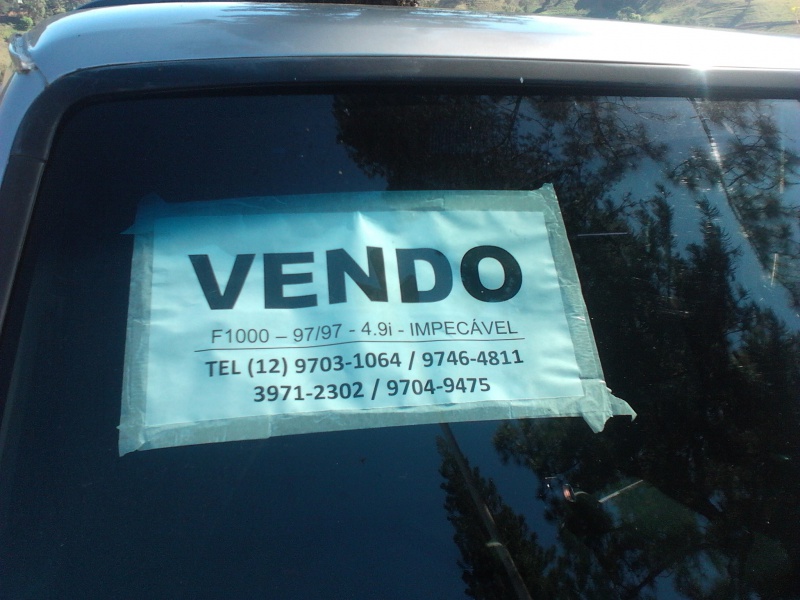 VENDO
F1000 – 97/97 - 4.9i - IMPECÁVEL
TEL (12) 9703-1064 / 9746-4811
3971-2302 / 9704-9475